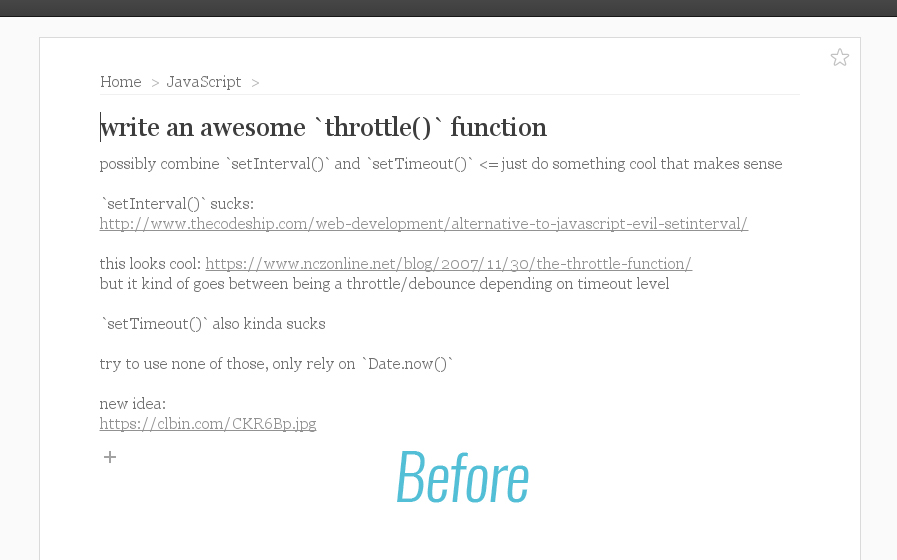 Home > JavaScript >
write an awesome `throttle()` function
possibly combine `setInterval()` and `setTimeout()` <= just do something cool that makes sense
`setInterval()` sucks:
http://www.thecodeship.com/web-development/alternative-to-javascript-evil-setinterval/
this looks cool: https://www.nczonline.net/blog/2007/11/30/the-throttle-function/
but it kind of goes between being a throttle/debounce depending on timeout level
`setTimeout()` also kinda sucks
try to use none of those, only rely on `Date.now()`
new idea:
https://clbin.com/CKR6Bp.jpg
+
Before